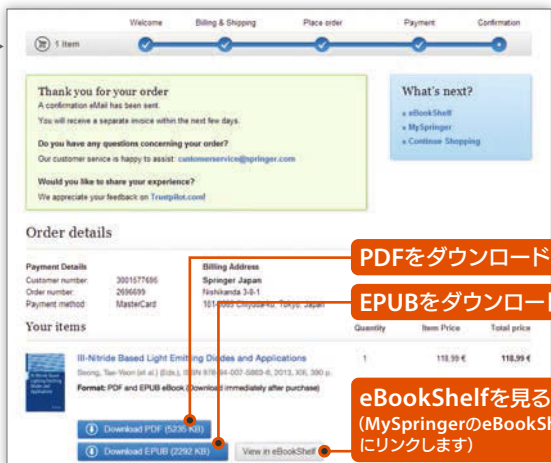 Welcome Billing & Shipping Place order Payment Confirmation
1 Item
Thank you for your order
A confirmation eMail has been sent.
You will receive a separate invoice within the next few days.
Do you have any questions concerning your order?
Our customer service is happy to assist: customerservice@springer.com
Would you like to share your experience?
We appreciate your feedback on Trustpilot.com!
What's next?
» eBookShelf
» MySpringer
» Continue Shopping
Order details
Payment Details
Customer number: 3001577695
Order number: 2696699
Payment method: MasterCard
Billing Address
Springer Japan
Nishikanda 3-8-1
Tokyo, Japan
PDFをダウンロード
EPUBをダウンロー
Your items Quantity Item Price Total price
III-Nitride Based Light Emitting Diodes and Applications 1 118,99 € 118,99 €
Seong, Tae-Yeon (et al.) (Eds.), ISBN 978-94-007-5863-6, 2013, XIII, 390 p.
Format: PDF and EPUB eBook (Download immediately after purchase)
Download PDF (5235 KB)
Download EPUB (2292 KB)
View in eBookShelf
eBookShelfを見る
(MySpringerのeBookSh
にリンクします)